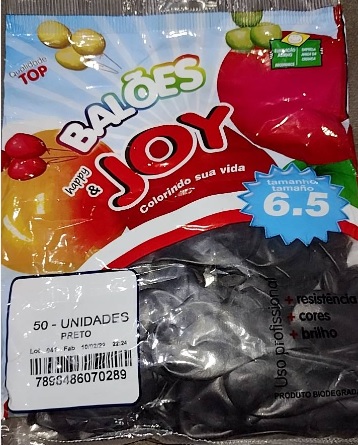 Qualidade
TOP
BALÕES
happy
& JOY
Colorindo sua vida
tamanho
tamaño
6.5
50 - UNIDADES
PRETO
7898486070289
Uso profissional
+ resistência
+ cores
+ brilho
PRODUTO BIODEGRAD